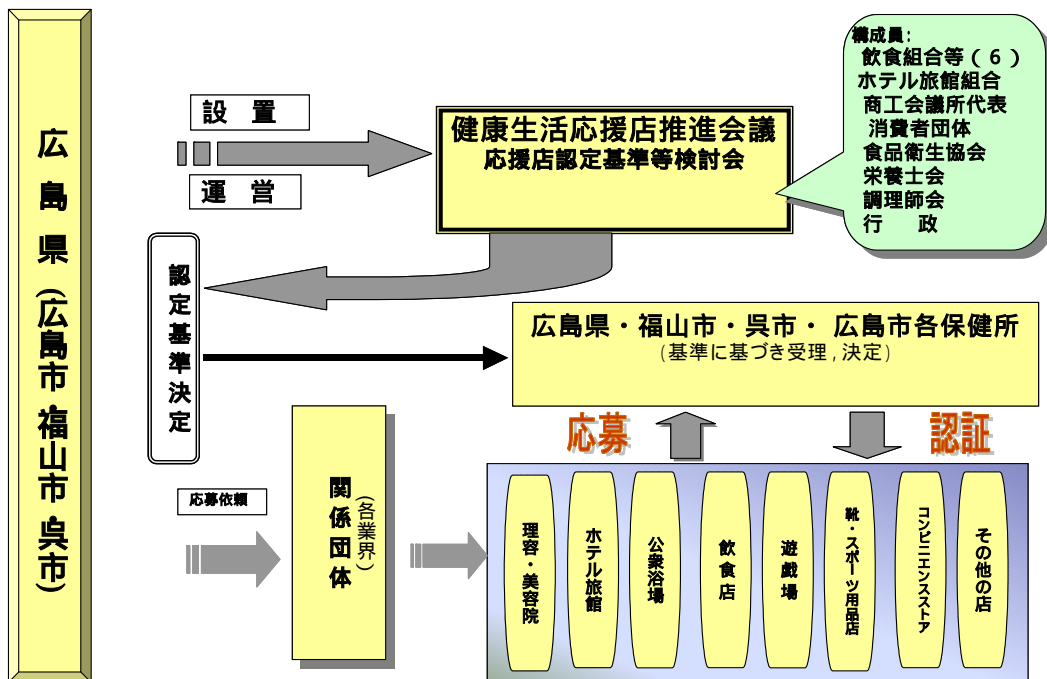 広島県(広島市・福山市・呉市)
設 置
運 営
健康生活応援店推進会議
応援店認定基準等検討会
構成員:
飲食組合等(6)
ホテル旅館組合
商工会議所代表
消費者団体
食品衛生協会
栄養士会
調理師会
行 政
認定基準決定
広島県・福山市・呉市・ 広島市各保健所
(基準に基づき受理,決定)
応募
認証
応募依頼
関係団体
(各業界)
理容・美容院
ホテル旅館
公衆浴場
飲食店
遊戯場
靴・スポーツ用品店
コンビニエンスストア
その他の店